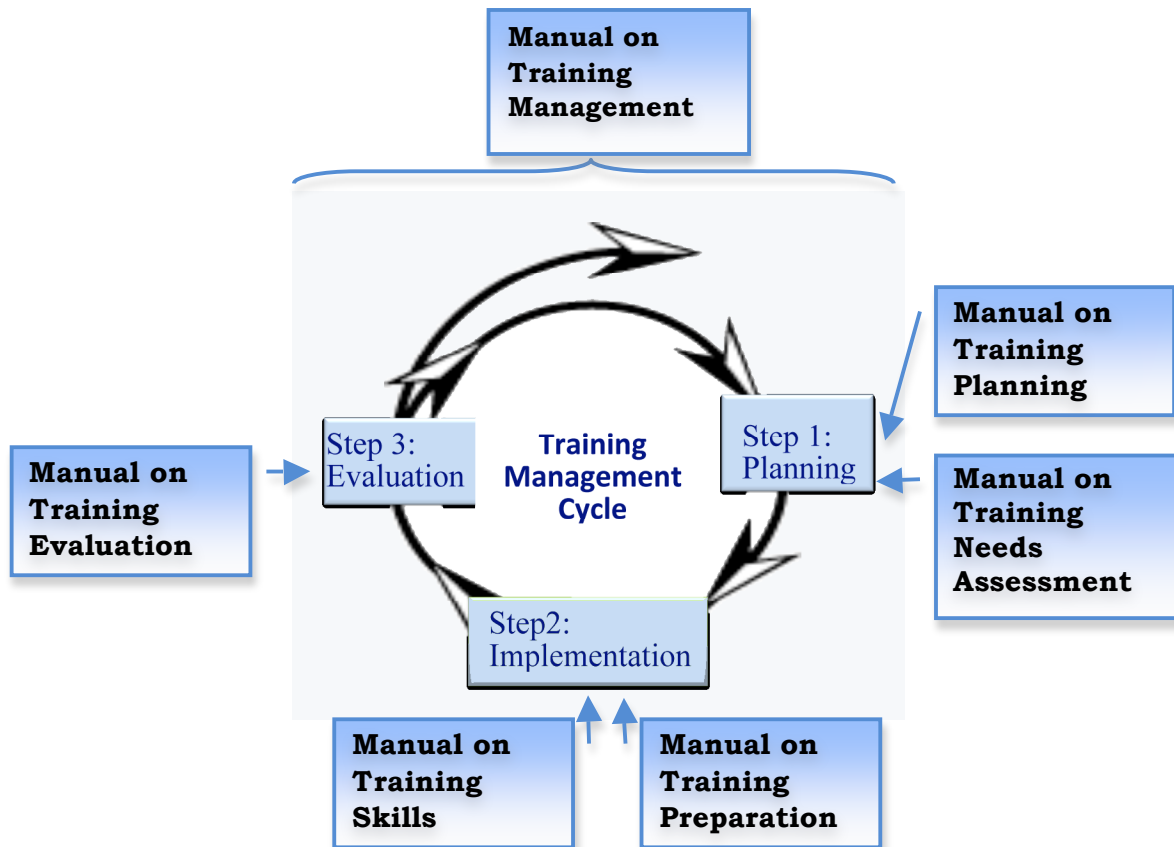 Manual on
Training
Management
Manual on
Training
Planning
Step 3:
Evaluation
Training
Management
Cycle
Step 1:
Planning
Manual on
Training
Evaluation
Manual on
Training
Needs
Assessment
Step2:
Implementation
Manual on
Training
Skills
Manual on
Training
Preparation